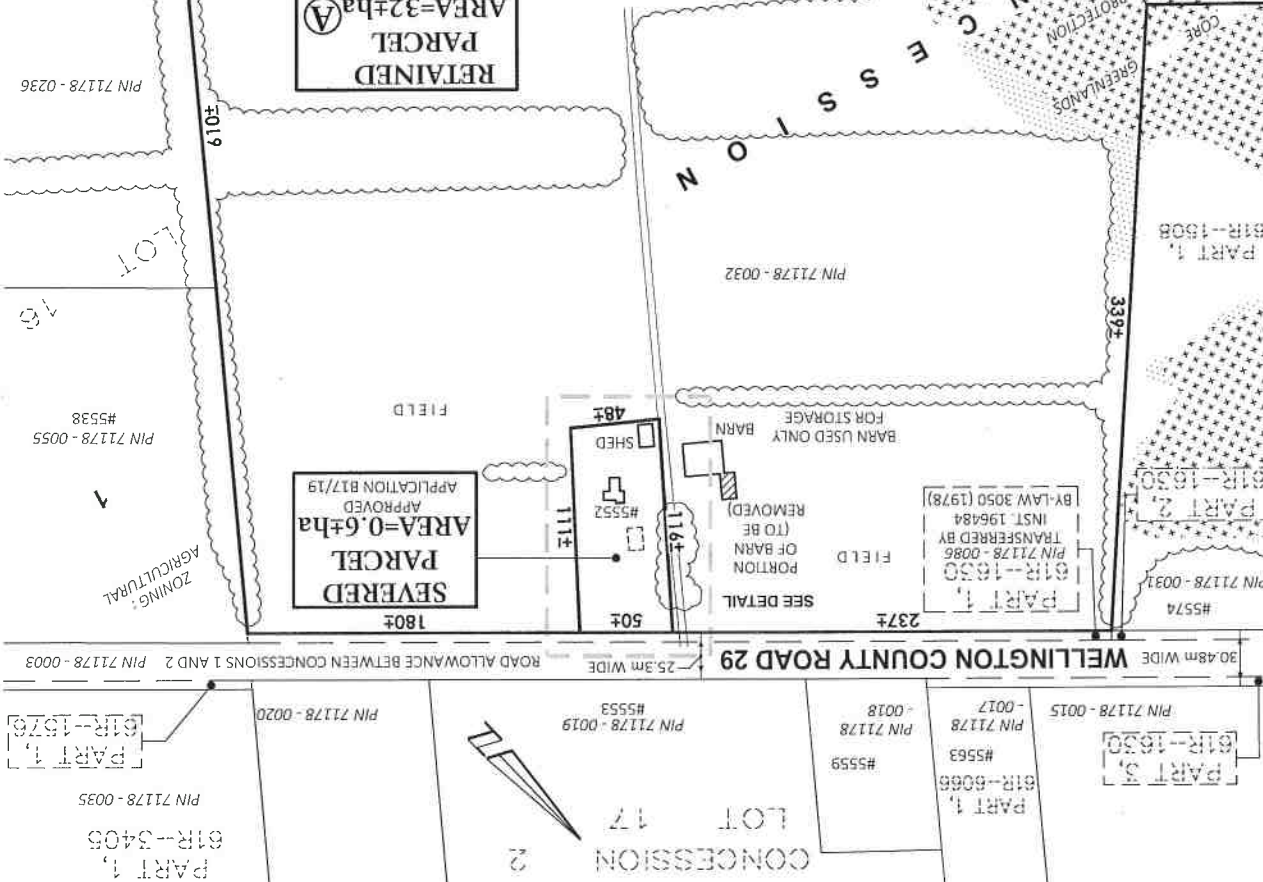 CONCESSION 2
LOT 17
PART 1,
61R--3405
PIN 71178 - 0035
PART 3,
61R--1630
PIN 71178 - 0015
PART 1,
61R--6066
#5563
PIN 71178
- 0017
#5559
PIN 71178
- 0018
PIN 71178 - 0019
#5553
PIN 71178 - 0020
PART 1,
61R--1576
30.48m WIDE
WELLINGTON COUNTY ROAD 29
25.3m WIDE
ROAD ALLOWANCE BETWEEN CONCESSIONS 1 AND 2
PIN 71178 - 0003
237±
50±
180±
#5574
PIN 71178 - 0031
PART 2,
61R--1630
PART 1,
61R--1630
PIN 71178 - 0086
TRANSFERRED BY
INST. 196484
BY-LAW 3050 (1978)
FIELD
SEE DETAIL
PORTION
OF BARN
(TO BE
REMOVED)
BARN
BARN USED ONLY
FOR STORAGE
116±
#5552
SHED
111±
48±
SEVERED
PARCEL
AREA=0.6±ha
APPROVED
APPLICATION B17/19
FIELD
ZONING :
AGRICULTURAL
1
PIN 71178 - 0055
#5538
339±
PART 1,
61R--1508
PIN 71178 - 0032
LOT
16
C E S S I O N
GREENLANDS
CORE
PROTECTION
610±
RETAINED
PARCEL
AREA=32±ha
A
PIN 71178 - 0236